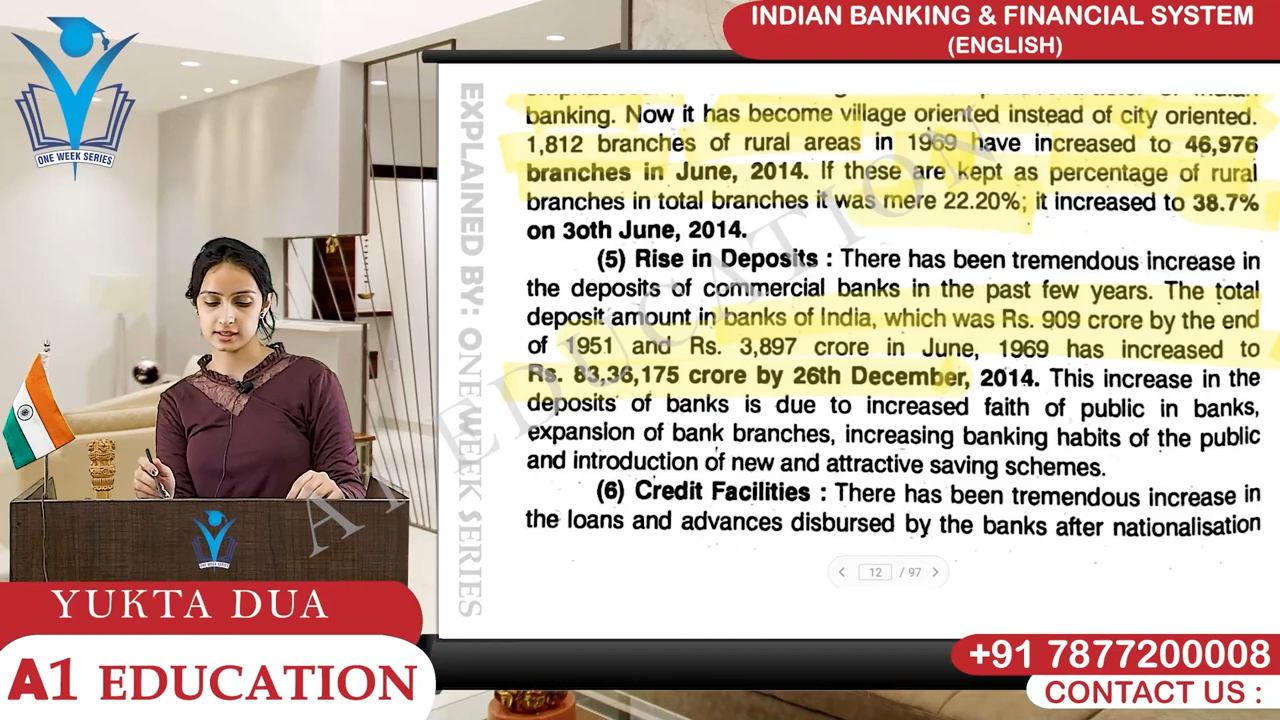 INDIAN BANKING & FINANCIAL SYSTEM
(ENGLISH)
ONE WEEK SERIES
EXPLAINED BY: ONE WEEK SERIES
A1 EDUCATION
banking. Now it has become village oriented instead of city oriented.
1,812 branches of rural areas in 1969 have increased to 46,976
branches in June, 2014. If these are kept as percentage of rural
branches in total branches it was mere 22.20%; it increased to 38.7%
on 3oth June, 2014.
(5) Rise in Deposits : There has been tremendous increase in
the deposits of commercial banks in the past few years. The total
deposit amount in banks of India, which was Rs. 909 crore by the end
of 1951 and Rs. 3,897 crore in June, 1969 has increased to
Rs. 83,36,175 crore by 26th December, 2014. This increase in the
deposits of banks is due to increased faith of public in banks,
expansion of bank branches, increasing banking habits of the public
and introduction of new and attractive saving schemes.
(6) Credit Facilities : There has been tremendous increase in
the loans and advances disbursed by the banks after nationalisation
12 / 97
ONE WEEK SERIES
YUKTA DUA
A1 EDUCATION
+91 7877200008
CONTACT US :